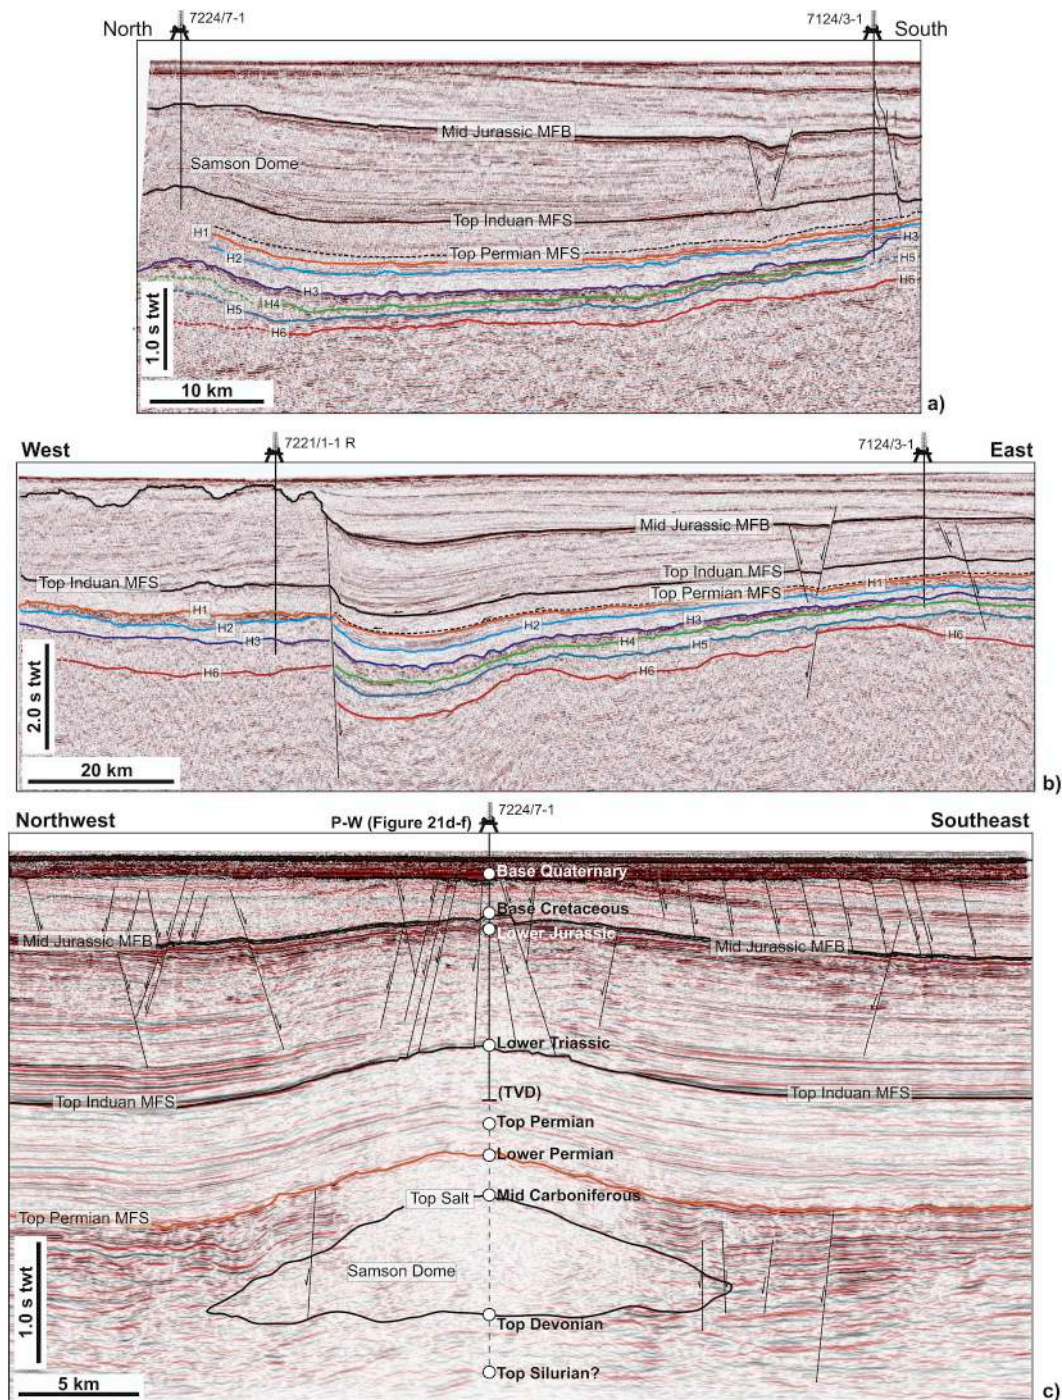 7224/7-1
7124/3-1
North
South
Mid Jurassic MFB
Samson Dome
Top Induan MFS
H1
Top Permian MFS
H2
H3
H3
H4
H5
H5
H6
H6
1.0 s twt
10 km
a)
West
7221/1-1 R
7124/3-1
East
Mid Jurassic MFB
Top Induan MFS
Top Induan MFS
H1
Top Permian MFS
H1
H2
H2
H3
H3
H4
H5
H6
H6
H6
2.0 s twt
20 km
b)
Northwest
P-W (Figure 21d-f)
7224/7-1
Southeast
Base Quaternary
Base Cretaceous
Lower Jurassic
Mid Jurassic MFB
Mid Jurassic MFB
Lower Triassic
Top Induan MFS
(TVD)
Top Induan MFS
Top Permian
Lower Permian
Top Salt
Mid Carboniferous
Top Permian MFS
Samson Dome
Top Devonian
1.0 s twt
Top Silurian?
5 km
c)